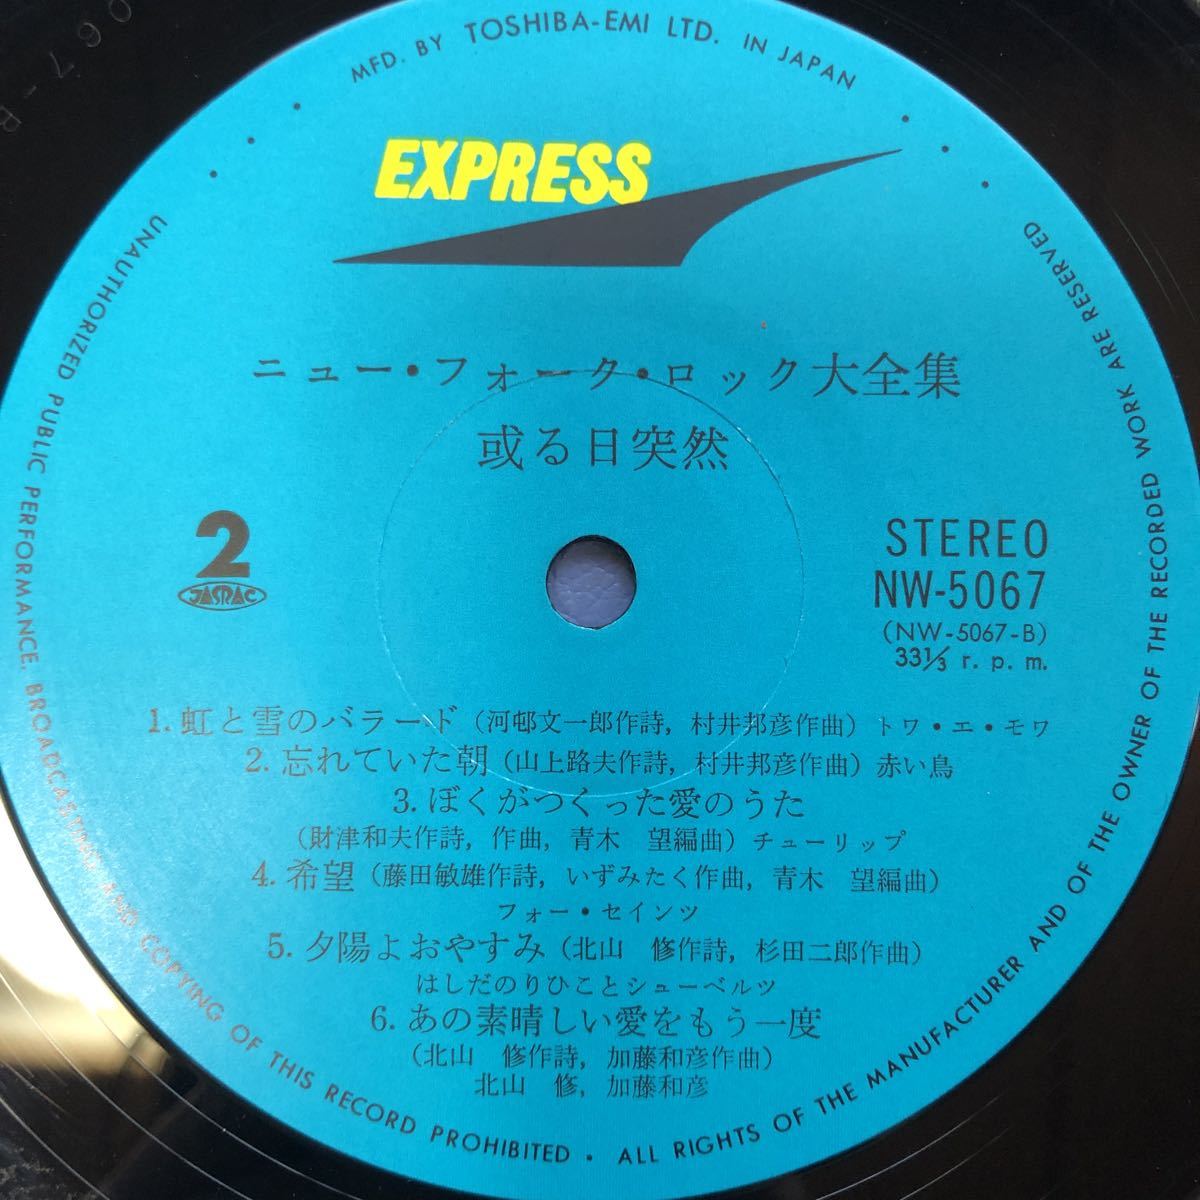 MFD. BY TOSHIBA-EMI LTD. IN JAPAN
EXPRESS
ニュー・フォーク・ロック大全集
或る日突然
2
JASRAC
STEREO
NW-5067
(NW-5067-B)
33⅓ r. p. m.
1. 虹と雪のバラード (河邨文一郎作詩, 村井邦彦作曲) トワ・エ・モワ
2. 忘れていた朝 (山上路夫作詩, 村井邦彦作曲) 赤い鳥
3. ぼくがつくった愛のうた
(財津和夫作詩, 作曲, 青木 望編曲) チューリップ
4. 希望 (藤田敏雄作詩, いずみたく作曲, 青木 望編曲)
フォー・セインツ
5. 夕陽よおやすみ (北山 修作詩, 杉田二郎作曲)
はしだのりひことシューベルツ
6. あの素晴しい愛をもう一度
(北山 修作詩, 加藤和彦作曲)
北山 修, 加藤和彦
UNAUTHORIZED PUBLIC PERFORMANCE, BROADCASTING AND COPYING OF THIS RECORD PROHIBITED • ALL RIGHTS OF THE MANUFACTURER AND OF THE OWNER OF THE RECORDED WORK ARE RESERVED